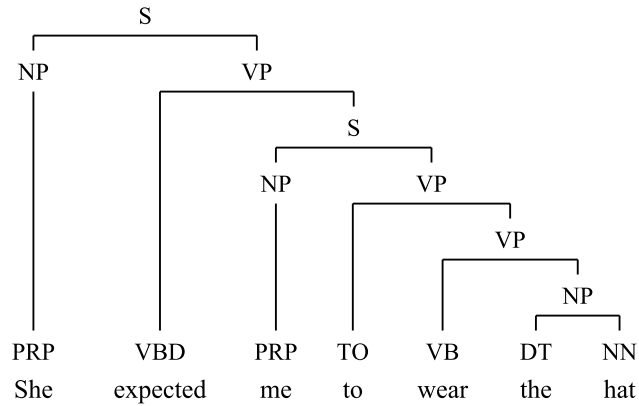 S
NP VP
S
NP VP
VP
NP
PRP VBD PRP TO VB DT NN
She expected me to wear the hat